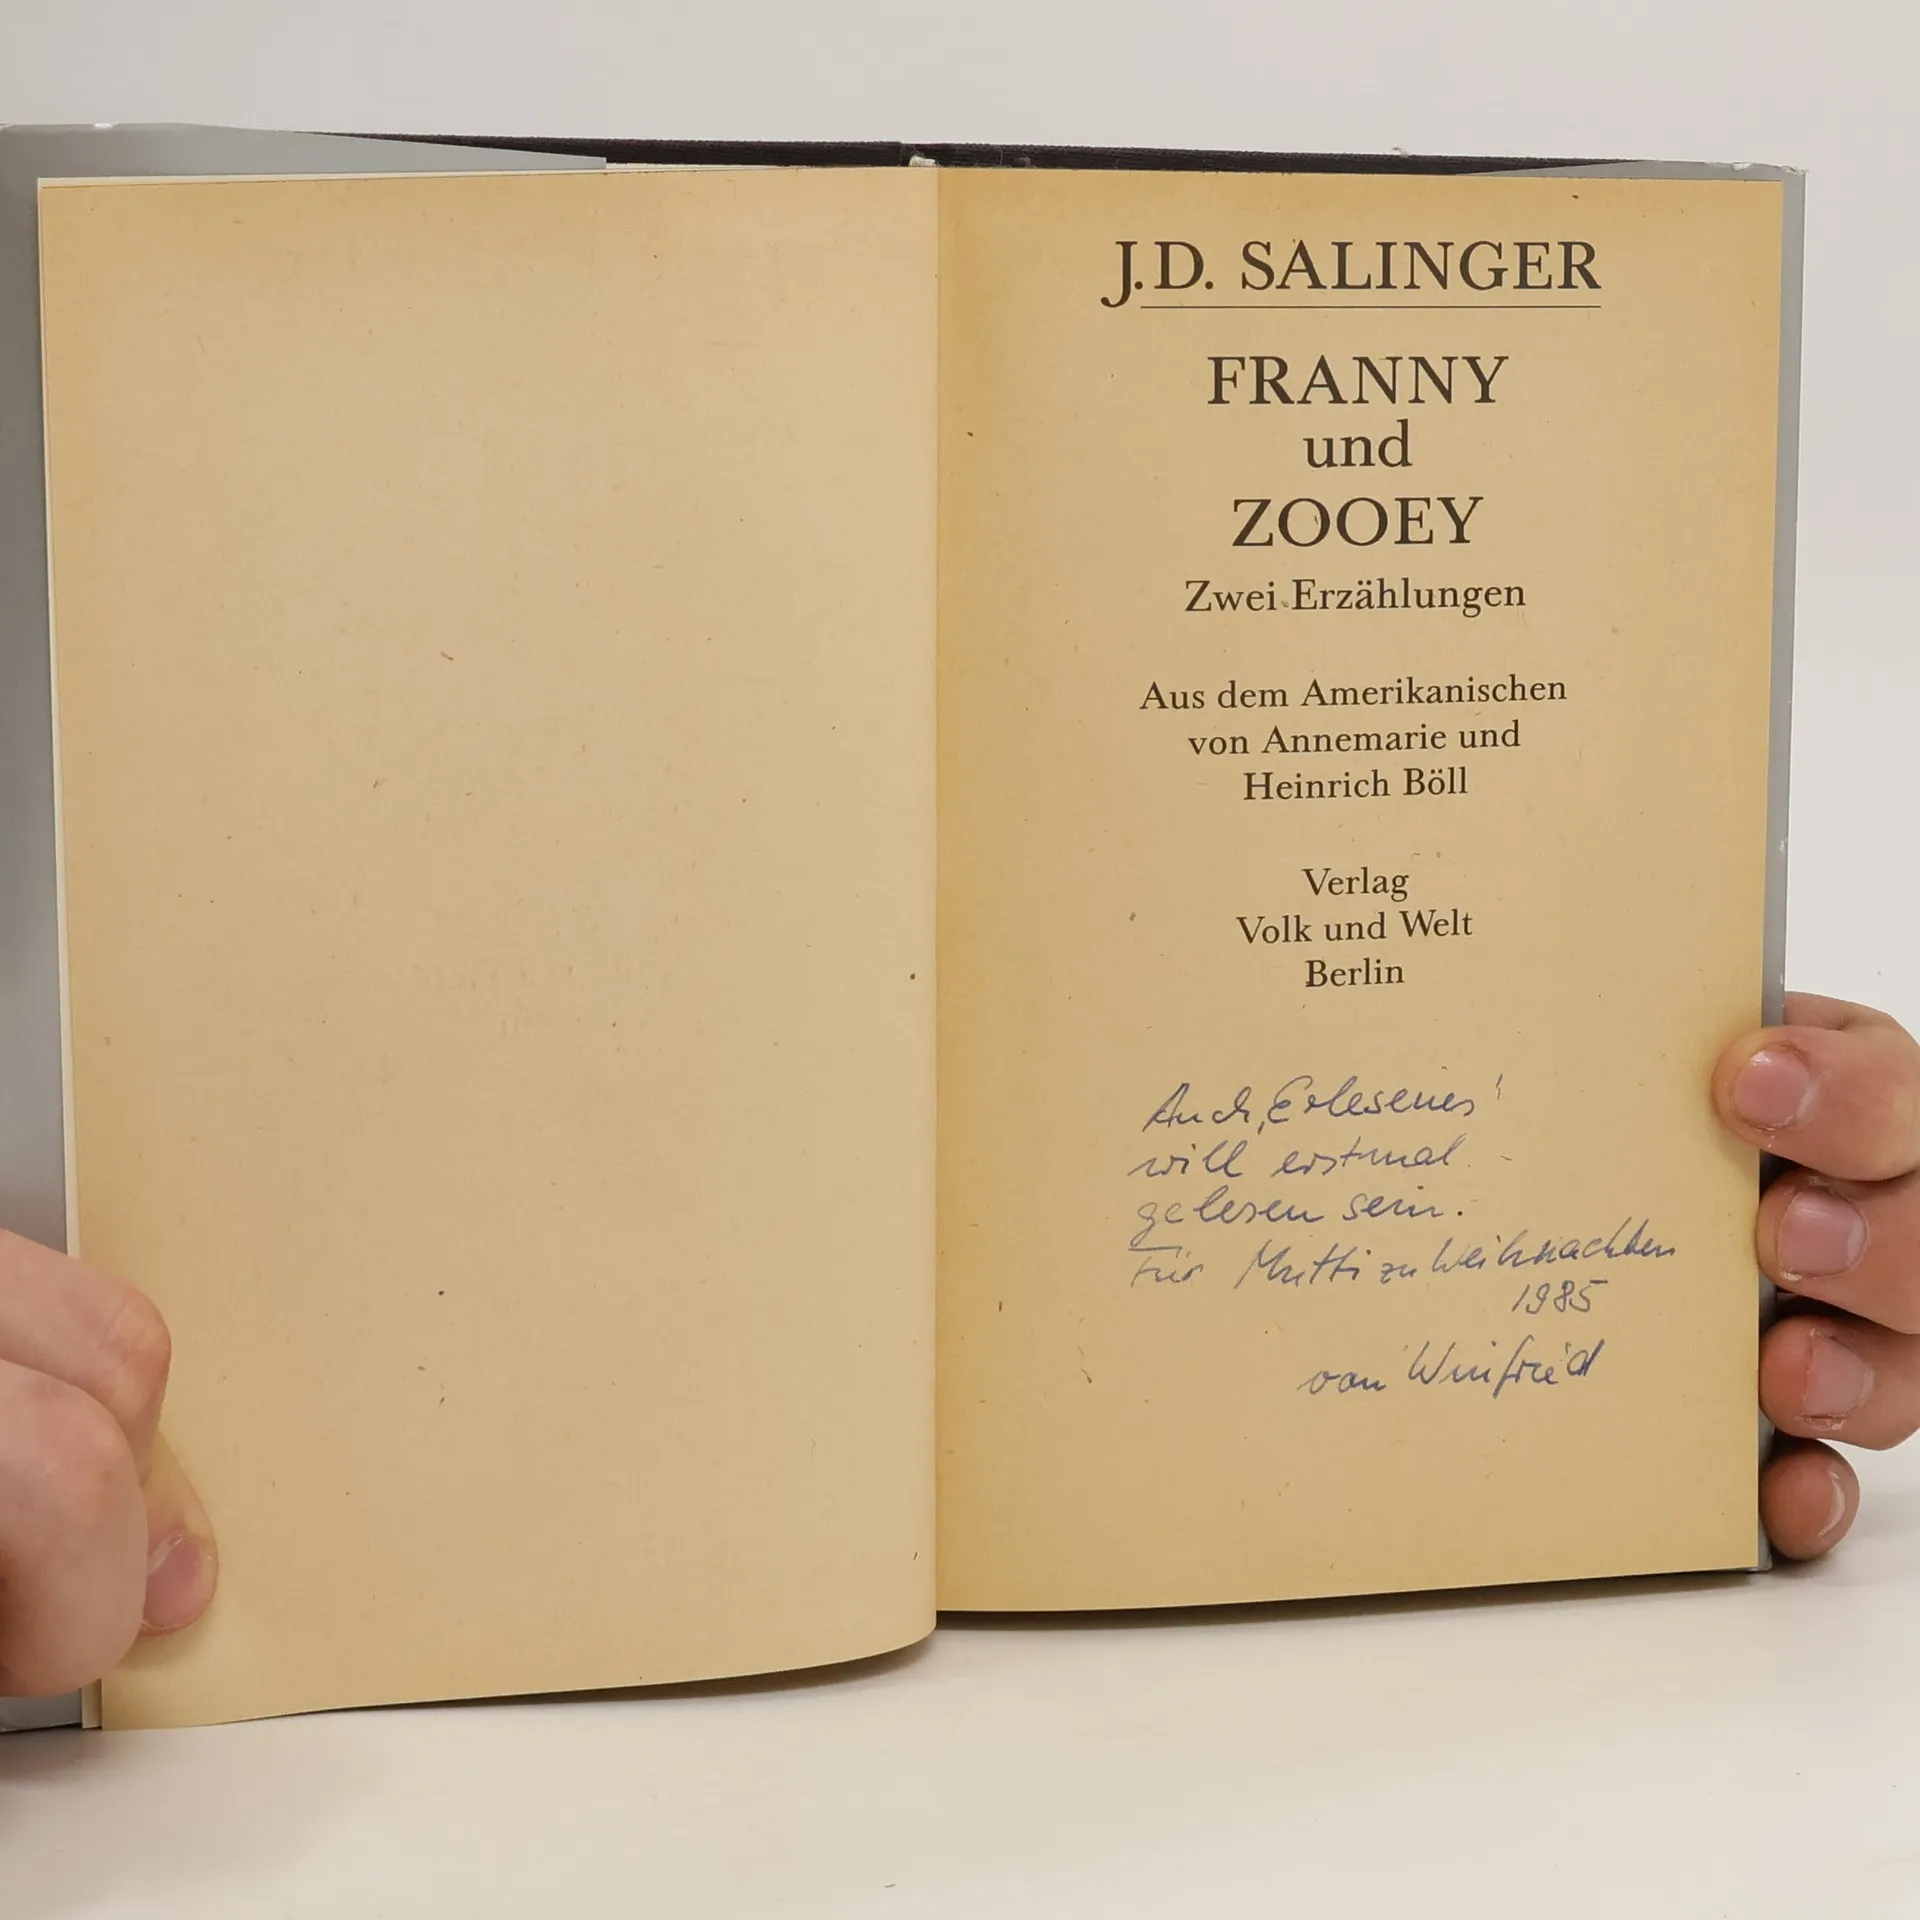 J.D. SALINGER
FRANNY
und
ZOOEY
Zwei Erzählungen
Aus dem Amerikanischen
von Annemarie und
Heinrich Böll
Verlag
Volk und Welt
Berlin
Auch ‚Erlesenes'
will erstmal
gelesen sein.
Für Mutti zu Weihnachten
1985
von Winfried